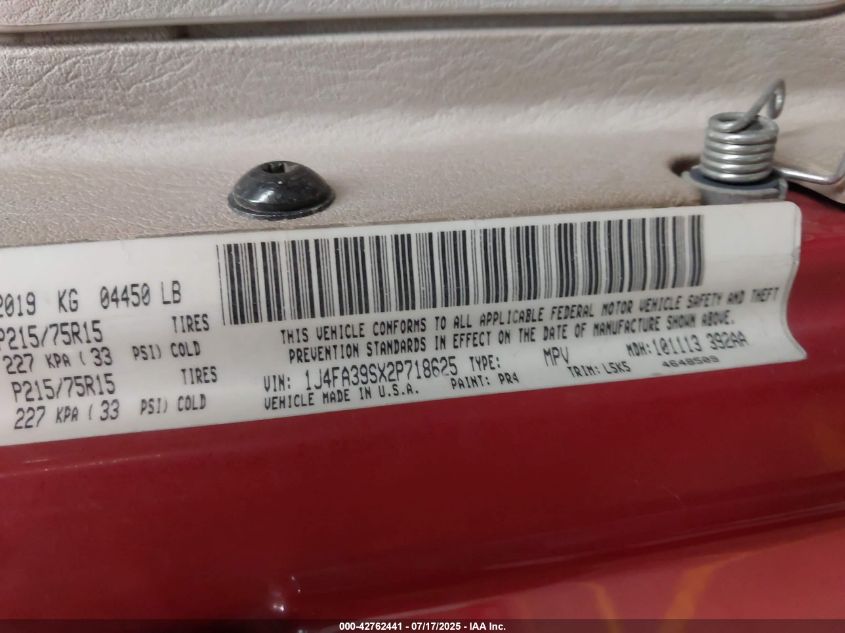 2019 KG 04450 LB
P215/75R15 TIRES
227 KPA ( 33 PSI) COLD
P215/75R15 TIRES
227 KPA ( 33 PSI) COLD
THIS VEHICLE CONFORMS TO ALL APPLICABLE FEDERAL MOTOR VEHICLE SAFETY AND THEFT
PREVENTION STANDARDS IN EFFECT ON THE DATE OF MANUFACTURE SHOWN ABOVE.
VIN: 1J4FA39SX2P718625 TYPE: MPV MDH: 101113 392AA
VEHICLE MADE IN U.S.A. PAINT: PR4 TRIM: L5K5 4648509
000-42762441 - 07/17/2025 - IAA Inc.